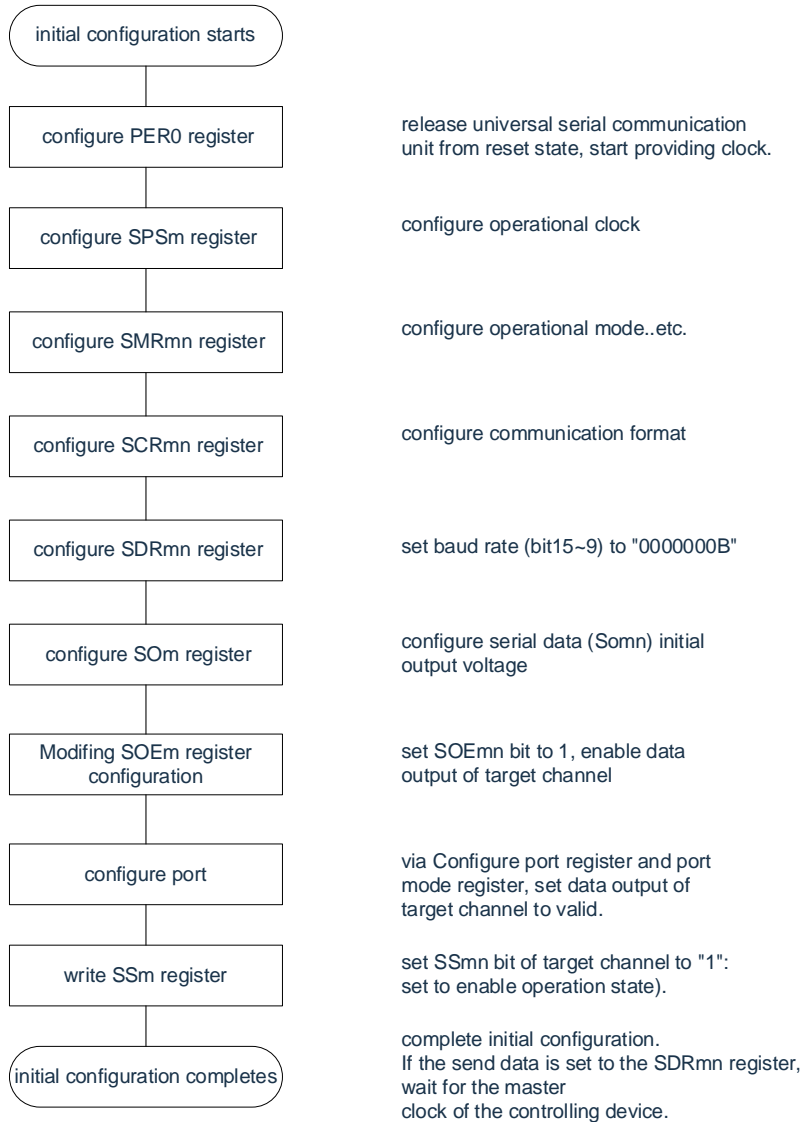 initial configuration starts
configure PER0 register
release universal serial communication
unit from reset state, start providing clock.
configure SPSm register
configure operational clock
configure SMRmn register
configure operational mode..etc.
configure SCRmn register
configure communication format
configure SDRmn register
set baud rate (bit15~9) to "0000000B"
configure SOm register
configure serial data (Somn) initial
output voltage
Modifing SOEm register
configuration
set SOEmn bit to 1, enable data
output of target channel
configure port
via Configure port register and port
mode register, set data output of
target channel to valid.
write SSm register
set SSmn bit of target channel to "1":
set to enable operation state).
initial configuration completes
complete initial configuration.
If the send data is set to the SDRmn register,
wait for the master
clock of the controlling device.